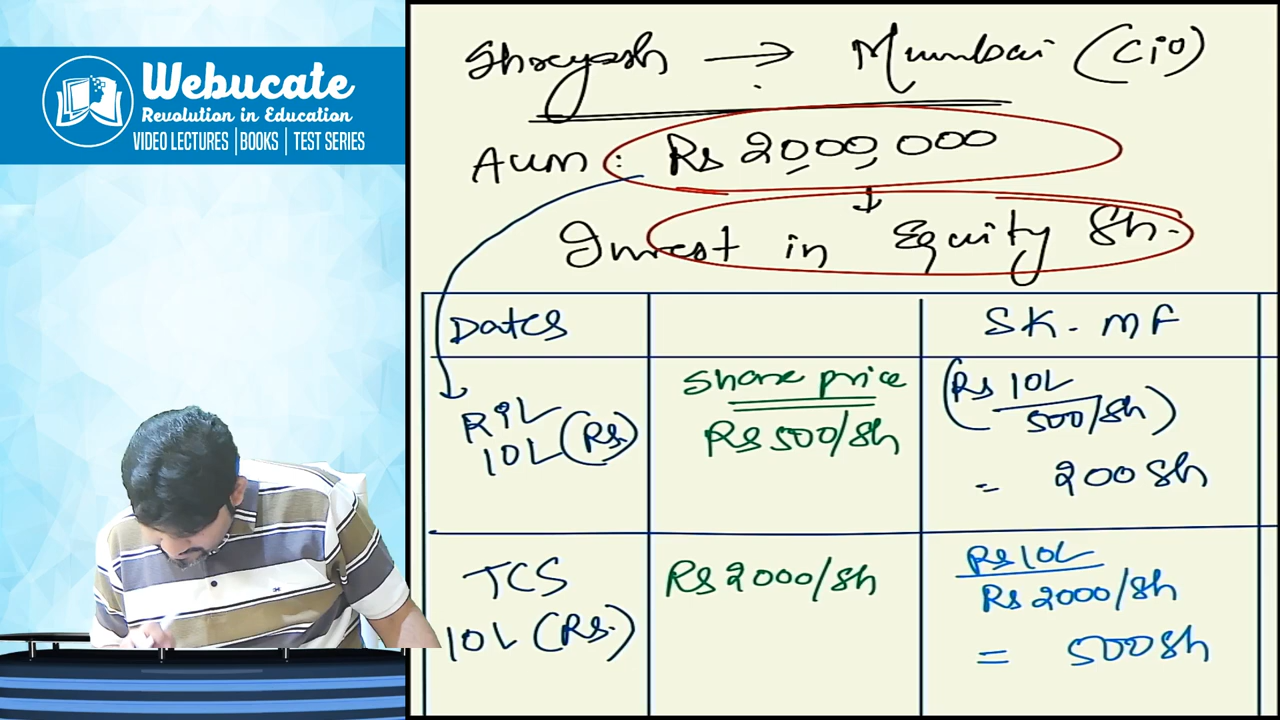 Webucate
Revolution in Education
VIDEO LECTURES | BOOKS | TEST SERIES
Shreyash → Mumbai (CiO)
AUM : Rs 2000,000
Invest in Equity Sh.
Dates
SK - MF
RIL
10L (Rs.)
Share price
Rs 500/Sh
(Rs 10L
500/Sh)
= 200 Sh
TCS
10L (Rs.)
Rs 2000/Sh
Rs 10L
Rs 2000/Sh
= 500 Sh